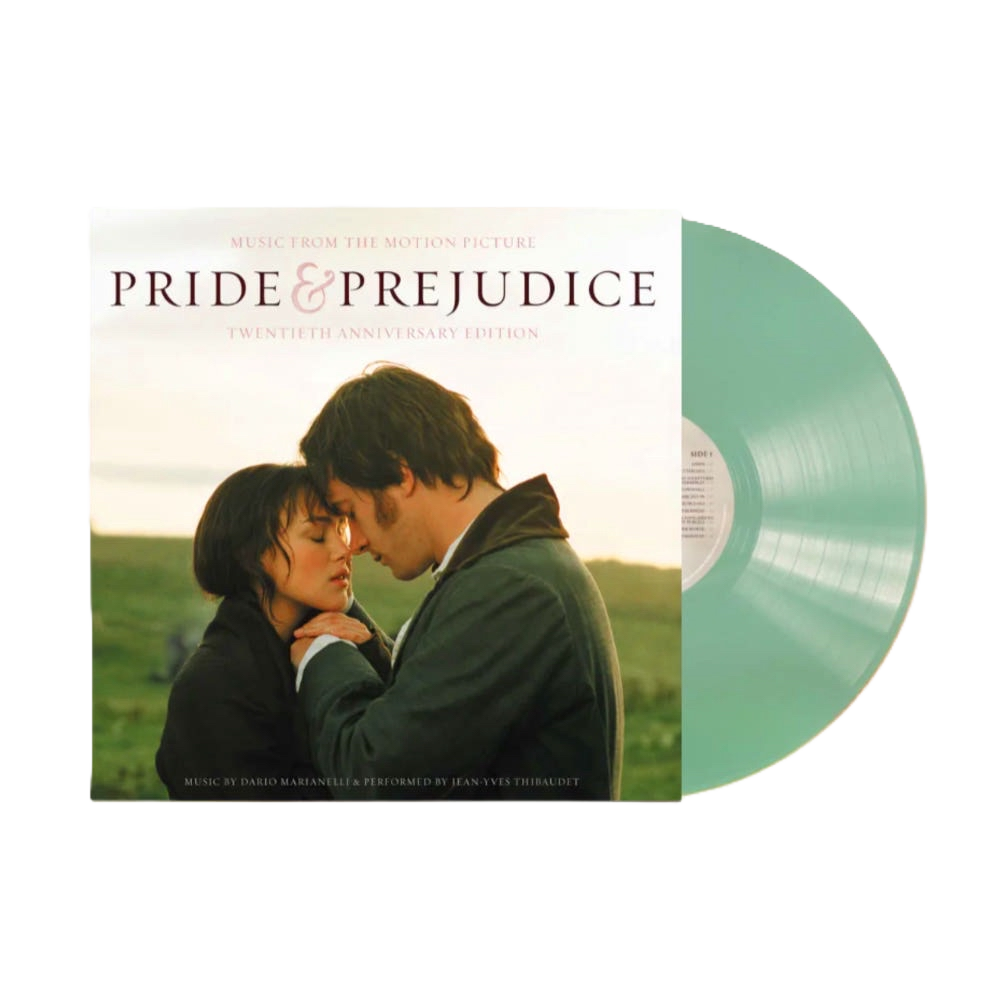 MUSIC FROM THE MOTION PICTURE
PRIDE & PREJUDICE
TWENTIETH ANNIVERSARY EDITION
MUSIC BY DARIO MARIANELLI & PERFORMED BY JEAN-YVES THIBAUDET
SIDE 1